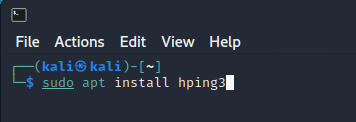 File Actions Edit View Help
┌──(kali㉿kali)-[~]
└─$ sudo apt install hping3